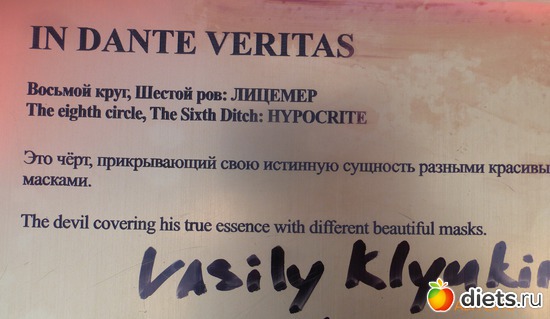 IN DANTE VERITAS
Восьмой круг, Шестой ров: ЛИЦЕМЕР
The eighth circle, The Sixth Ditch: HYPOCRITE
Это чёрт, прикрывающий свою истинную сущность разными красивы
масками.
The devil covering his true essence with different beautiful masks.
Vasily Klyukin
diets.ru